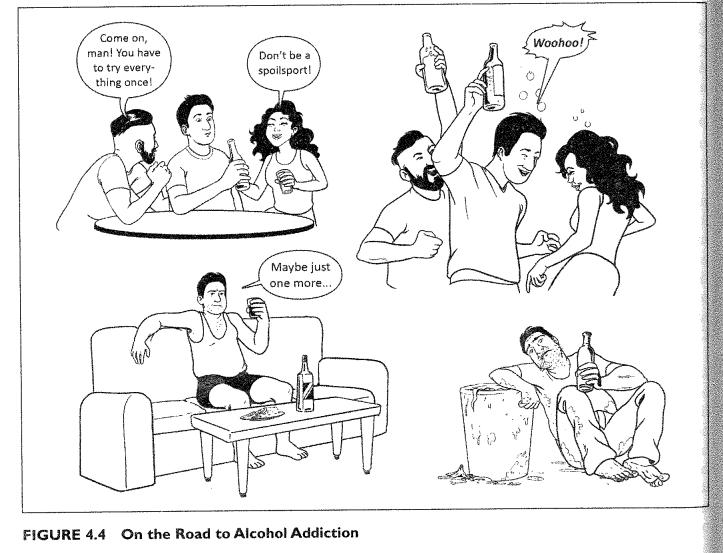 Come on,
man! You have
to try every-
thing once!
Don't be a
spoilsport!
Woohoo!
Maybe just
one more...
FIGURE 4.4 On the Road to Alcohol Addiction